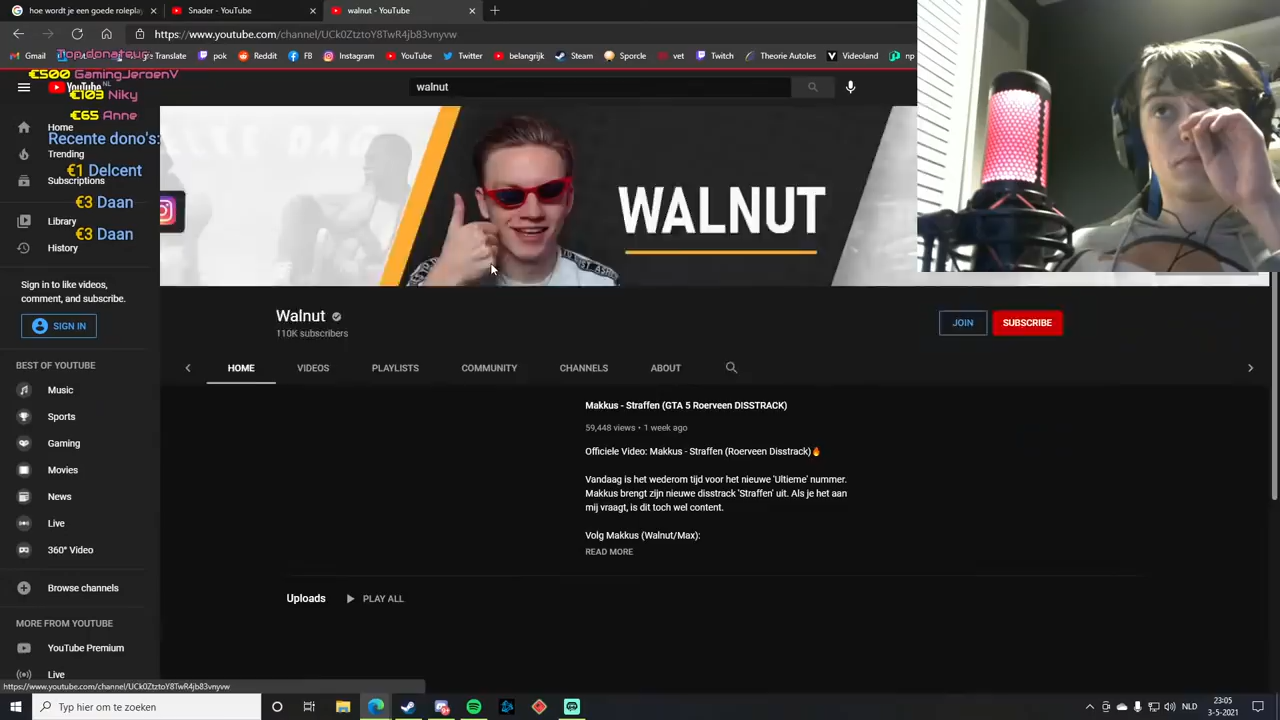 hoe wordt je een goede roleplay
Snader - YouTube
walnut - YouTube
https://www.youtube.com/channel/UCk0ZtztoY8TwR4jb83vnyvw
Gmail
Translate
Reddit
FB
Instagram
YouTube
Twitter
belangrijk
Steam
Sporcle
vet
Twitch
Theorie Autoles
Videoland
np
Topdonateur
€500 GamingJeroenV
YouTube NL
walnut
€103 Niky
€65 Anne
Home
Recente dono's:
Trending
€1 Delcent
Subscriptions
€3 Daan
Library
€3 Daan
History
WALNUT
Sign in to like videos,
comment, and subscribe.
SIGN IN
Walnut
110K subscribers
JOIN
SUBSCRIBE
BEST OF YOUTUBE
Music
Sports
Gaming
Movies
News
Live
360° Video
Browse channels
MORE FROM YOUTUBE
YouTube Premium
Live
HOME
VIDEOS
PLAYLISTS
COMMUNITY
CHANNELS
ABOUT
Makkus - Straffen (GTA 5 Roerveen DISSTRACK)
59,448 views • 1 week ago
Officiele Video: Makkus - Straffen (Roerveen Disstrack)🔥
Vandaag is het wederom tijd voor het nieuwe 'Ultieme' nummer.
Makkus brengt zijn nieuwe disstrack 'Straffen' uit. Als je het aan
mij vraagt, is dit toch wel content.
Volg Makkus (Walnut/Max):
READ MORE
Uploads
PLAY ALL
https://www.youtube.com/channel/UCk0ZtztoY8TwR4jb83vnyvw
Typ hier om te zoeken
NLD
23:05
3-5-2021